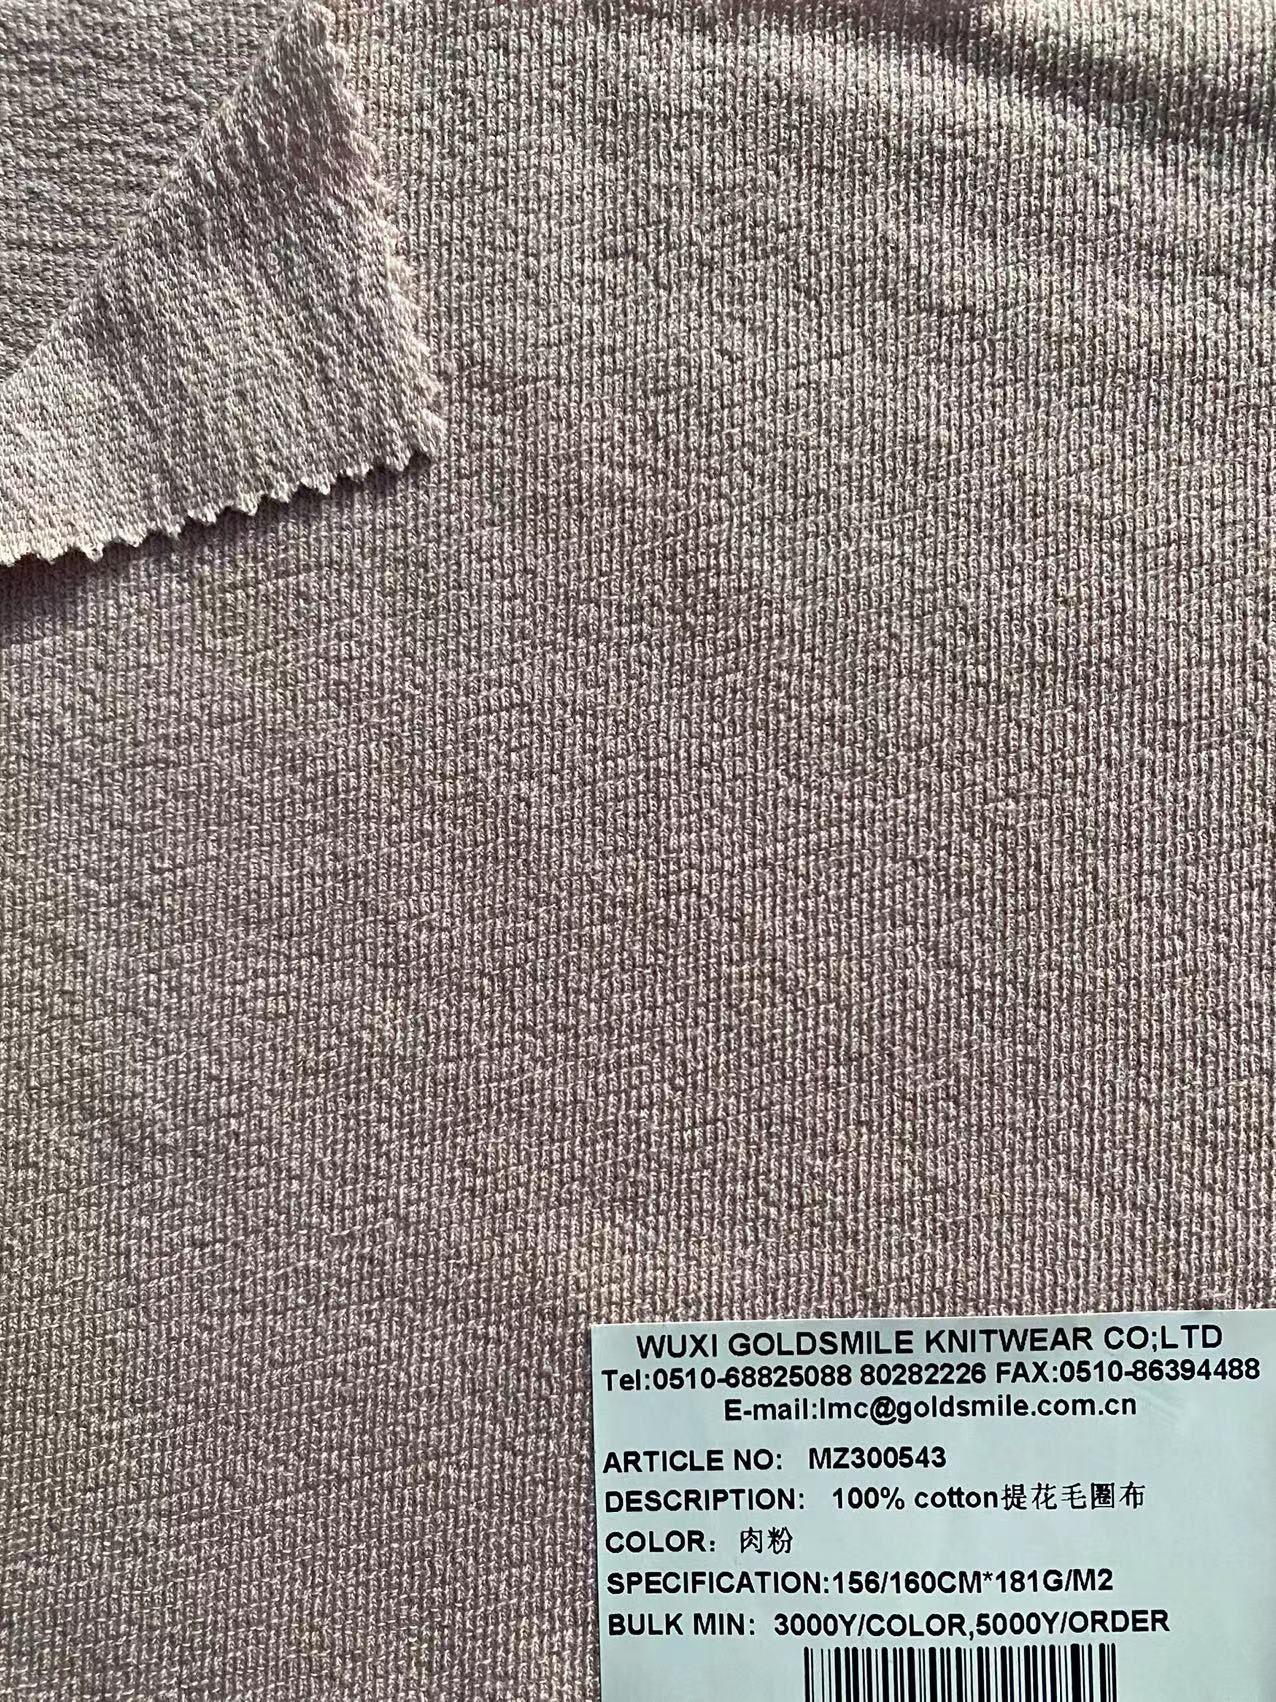 WUXI GOLDSMILE KNITWEAR CO;LTD
Tel:0510-68825088 80282226 FAX:0510-86394488
E-mail:lmc@goldsmile.com.cn
ARTICLE NO: MZ300543
DESCRIPTION: 100% cotton提花毛圈布
COLOR: 肉粉
SPECIFICATION:156/160CM*181G/M2
BULK MIN: 3000Y/COLOR,5000Y/ORDER